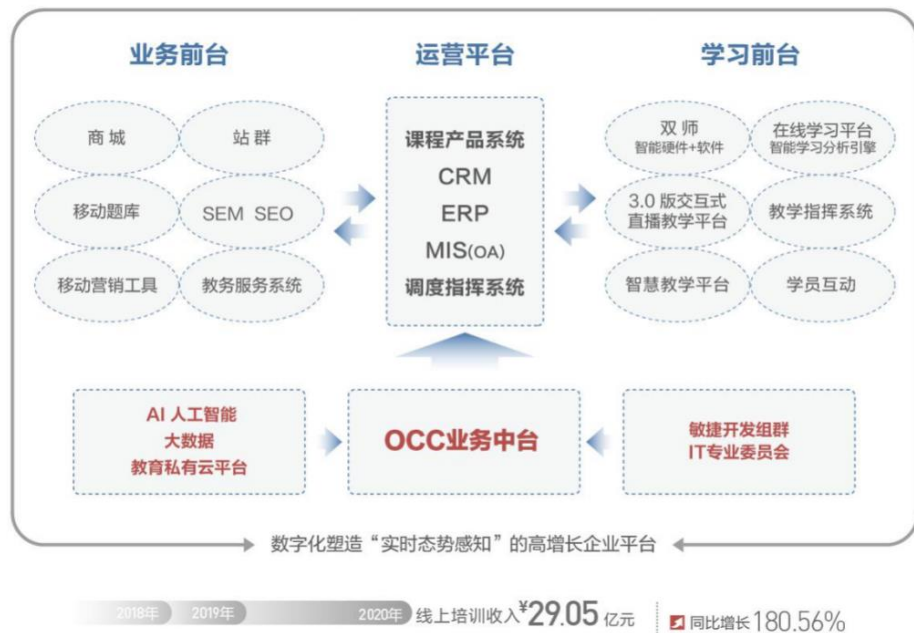 业务前台
商城
站群
移动题库
SEM SEO
移动营销工具
教务服务系统
运营平台
课程产品系统
CRM
ERP
MIS(OA)
调度指挥系统
学习前台
双师
智能硬件+软件
在线学习平台
智能学习分析引擎
3.0 版交互式
直播教学平台
教学指挥系统
智慧教学平台
学员互动
AI 人工智能
大数据
教育私有云平台
OCC业务中台
敏捷开发组群
IT专业委员会
数字化塑造“实时态势感知”的高增长企业平台
2018年
2019年
2020年 线上培训收入¥29.05 亿元
同比增长180.56%